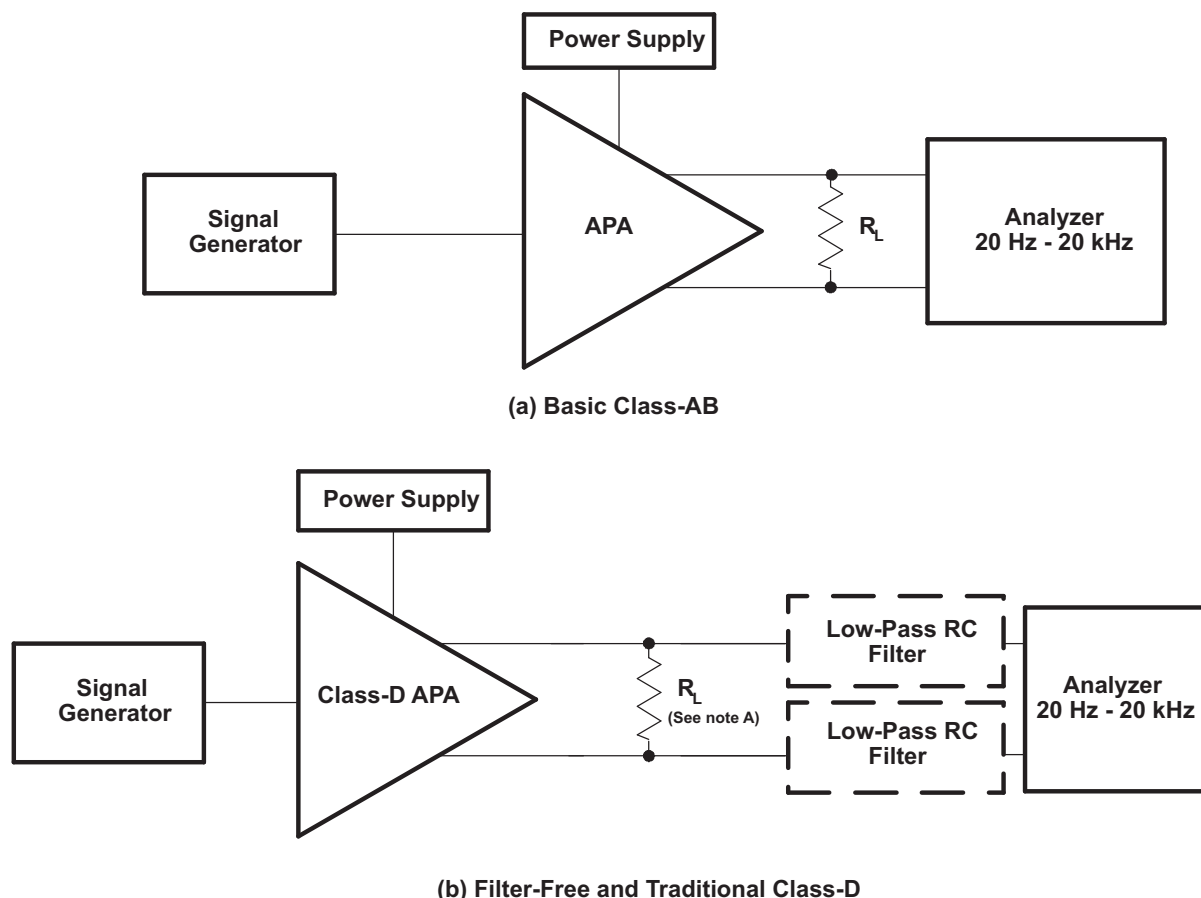 Power Supply
Signal
Generator
APA
RL
Analyzer
20 Hz - 20 kHz
(a) Basic Class-AB
Power Supply
Signal
Generator
Class-D APA
RL
(See note A)
Low-Pass RC
Filter
Low-Pass RC
Filter
Analyzer
20 Hz - 20 kHz
(b) Filter-Free and Traditional Class-D